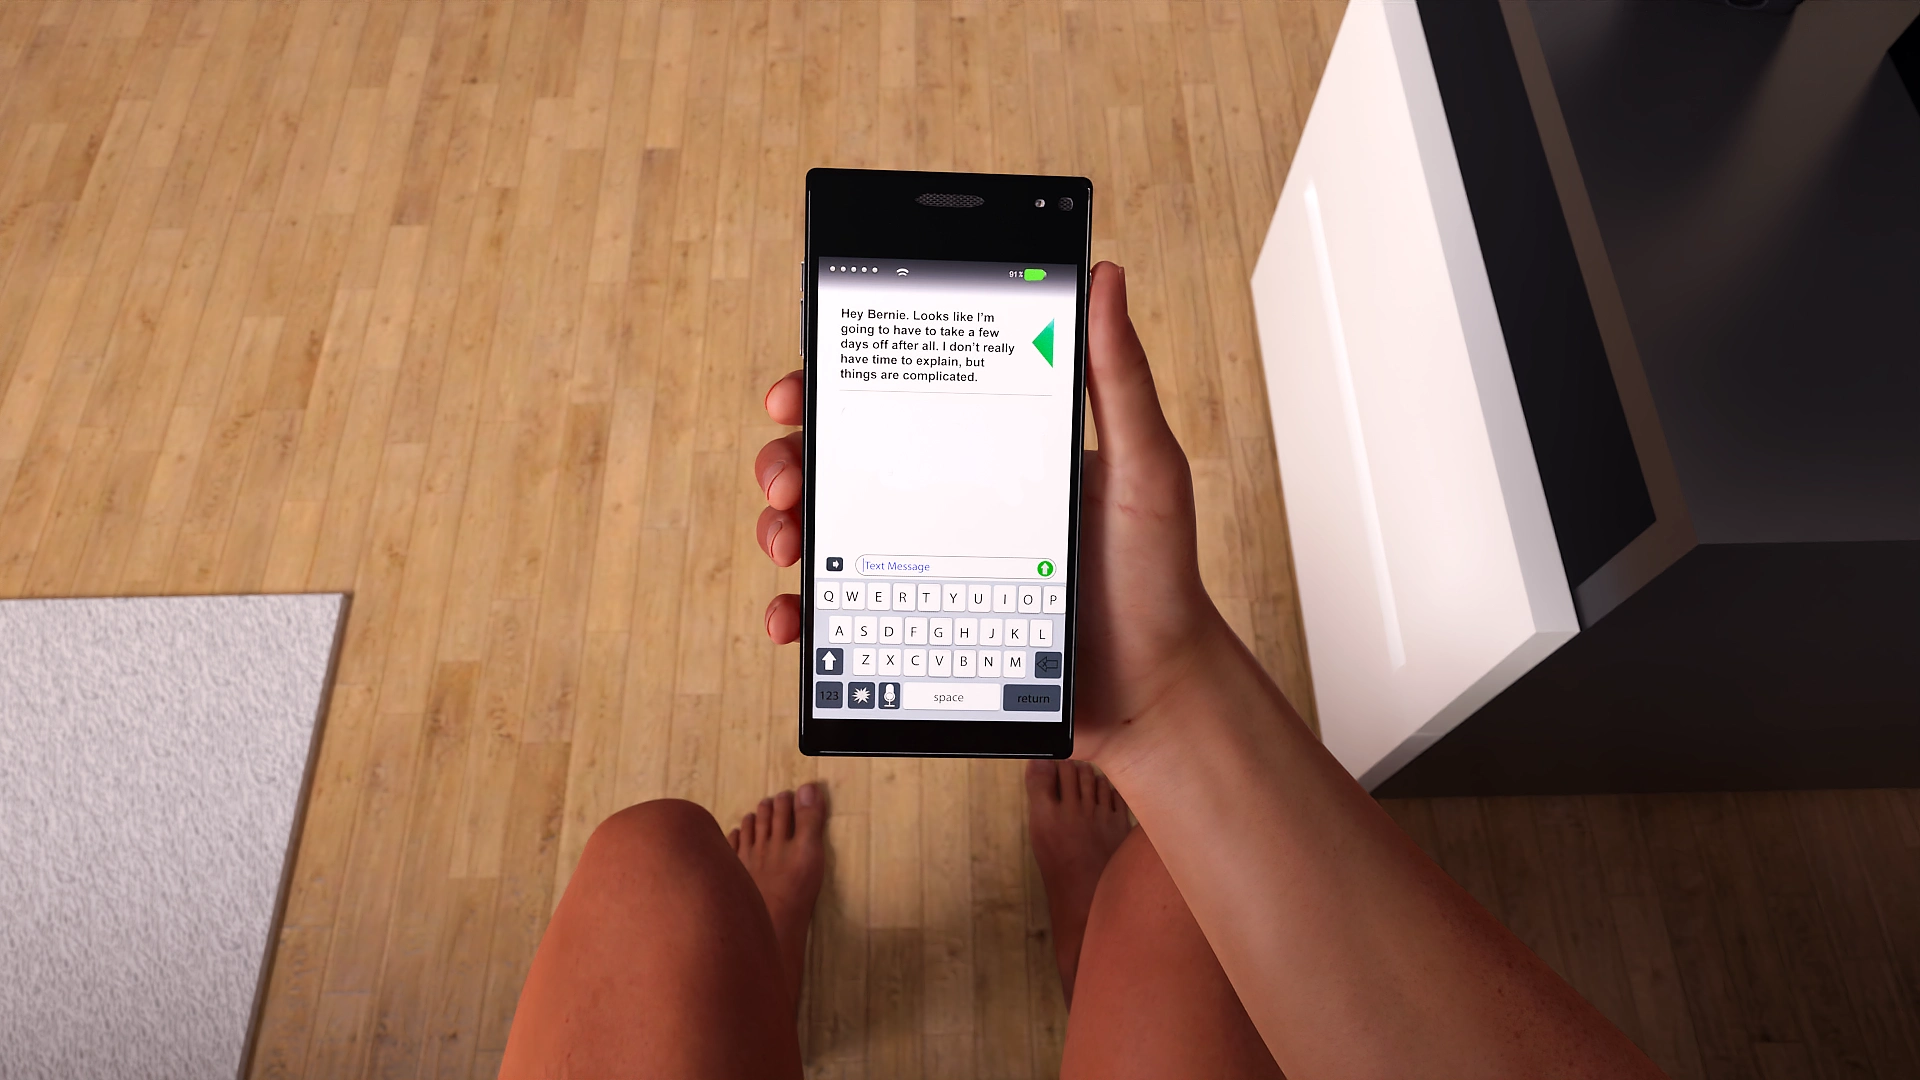 91%
Hey Bernie. Looks like I'm
going to have to take a few
days off after all. I don't really
have time to explain, but
things are complicated.
Text Message
Q W E R T Y U I O P
A S D F G H J K L
Z X C V B N M
123 space return